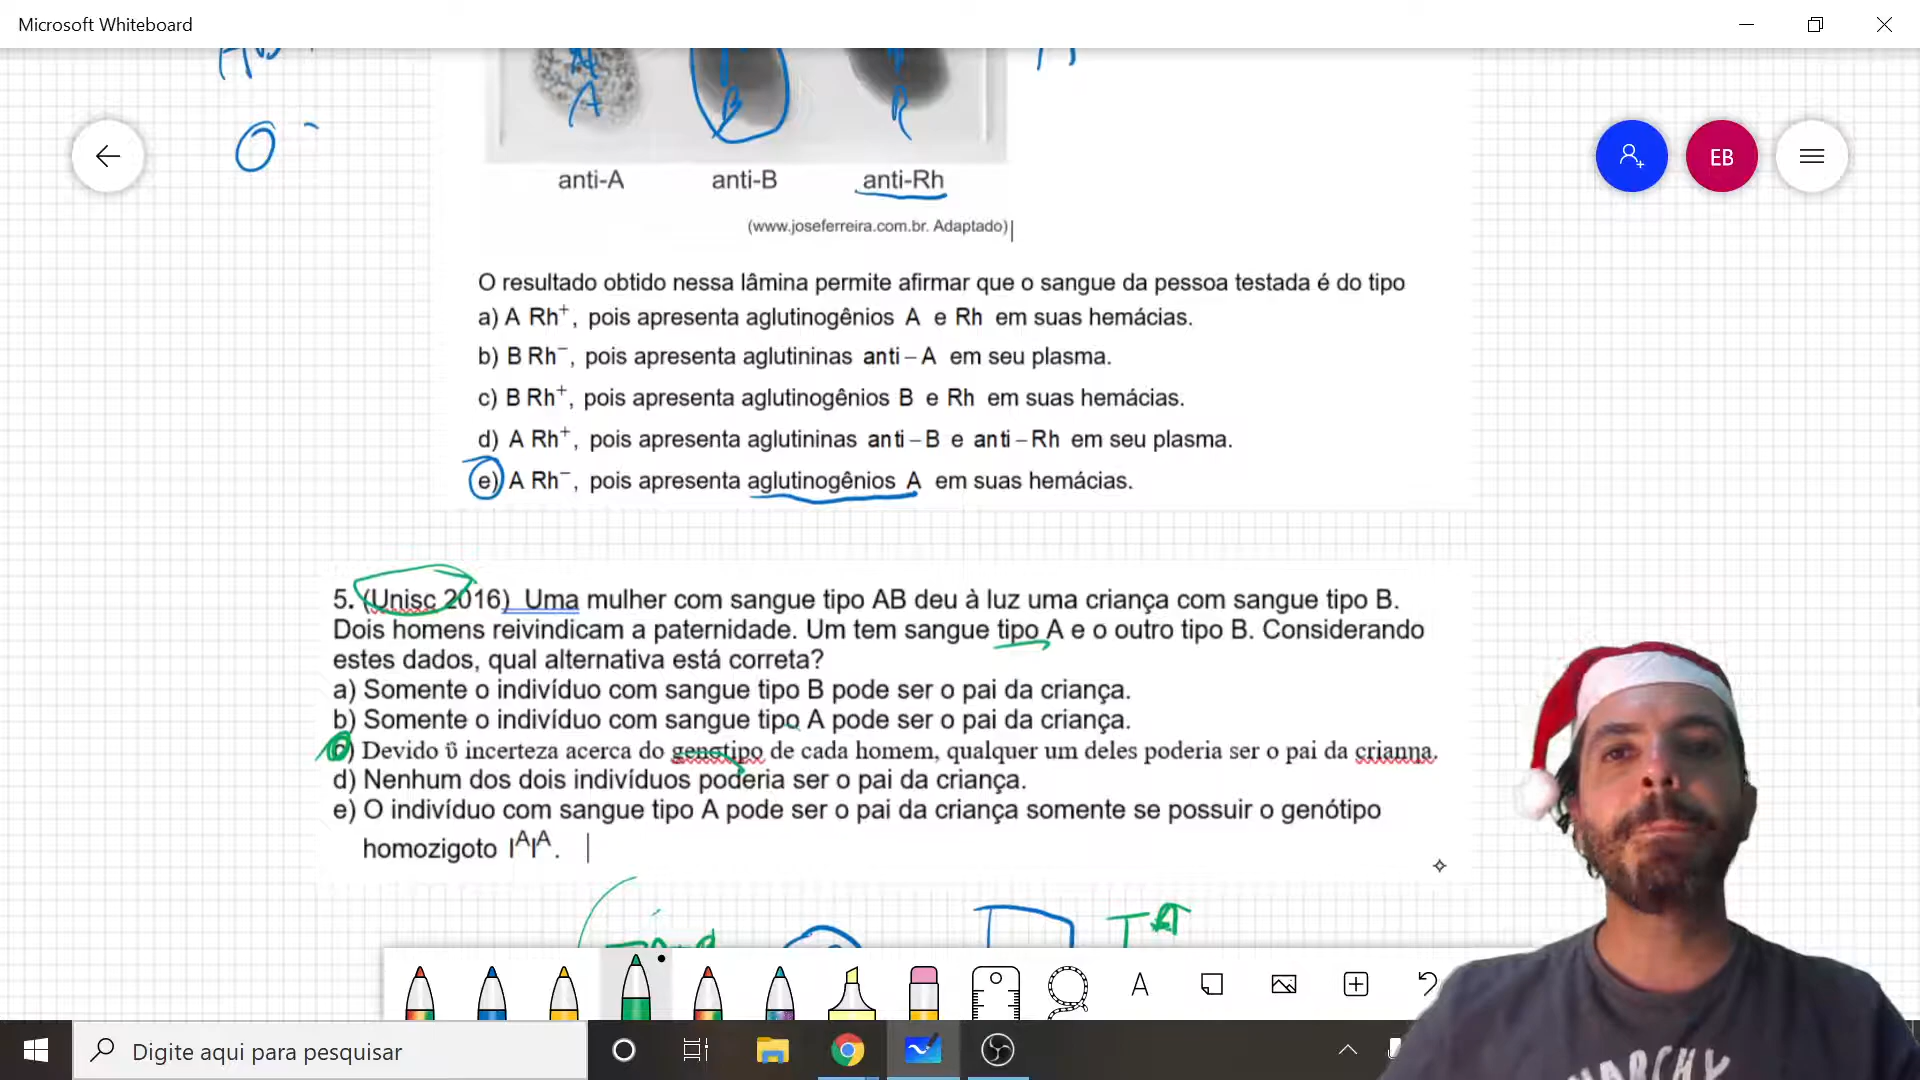 Microsoft Whiteboard
O
A
B
R
EB
anti-A anti-B anti-Rh
(www.joseferreira.com.br. Adaptado)
O resultado obtido nessa lâmina permite afirmar que o sangue da pessoa testada é do tipo
a) A Rh⁺, pois apresenta aglutinogênios A e Rh em suas hemácias.
b) B Rh⁻, pois apresenta aglutininas anti – A em seu plasma.
c) B Rh⁺, pois apresenta aglutinogênios B e Rh em suas hemácias.
d) A Rh⁺, pois apresenta aglutininas anti – B e anti – Rh em seu plasma.
e) A Rh⁻, pois apresenta aglutinogênios A em suas hemácias.
5. (Unisc 2016) Uma mulher com sangue tipo AB deu à luz uma criança com sangue tipo B.
Dois homens reivindicam a paternidade. Um tem sangue tipo A e o outro tipo B. Considerando
estes dados, qual alternativa está correta?
a) Somente o indivíduo com sangue tipo B pode ser o pai da criança.
b) Somente o indivíduo com sangue tipo A pode ser o pai da criança.
c) Devido ΰ incerteza acerca do genσtipo de cada homem, qualquer um deles poderia ser o pai da crianηa.
d) Nenhum dos dois indivíduos poderia ser o pai da criança.
e) O indivíduo com sangue tipo A pode ser o pai da criança somente se possuir o genótipo
homozigoto IᴬIᴬ.
A
Digite aqui para pesquisar